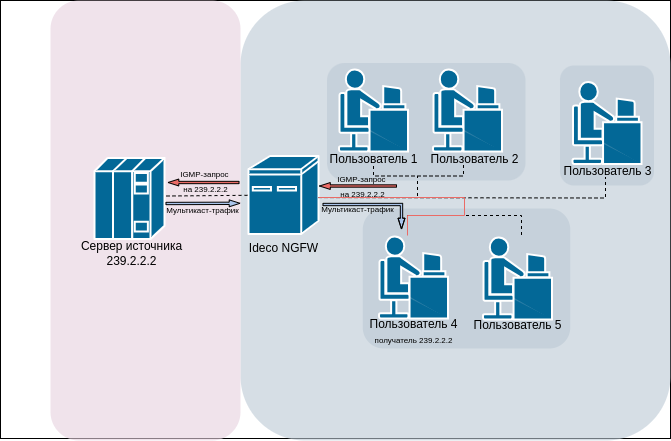 Пользователь 1
Пользователь 2
Пользователь 3
IGMP-запрос
на 239.2.2.2
Мультикаст-трафик
IGMP-запрос
на 239.2.2.2
Мультикаст-трафик
Сервер источника
239.2.2.2
Ideco NGFW
Пользователь 4
получатель 239.2.2.2
Пользователь 5